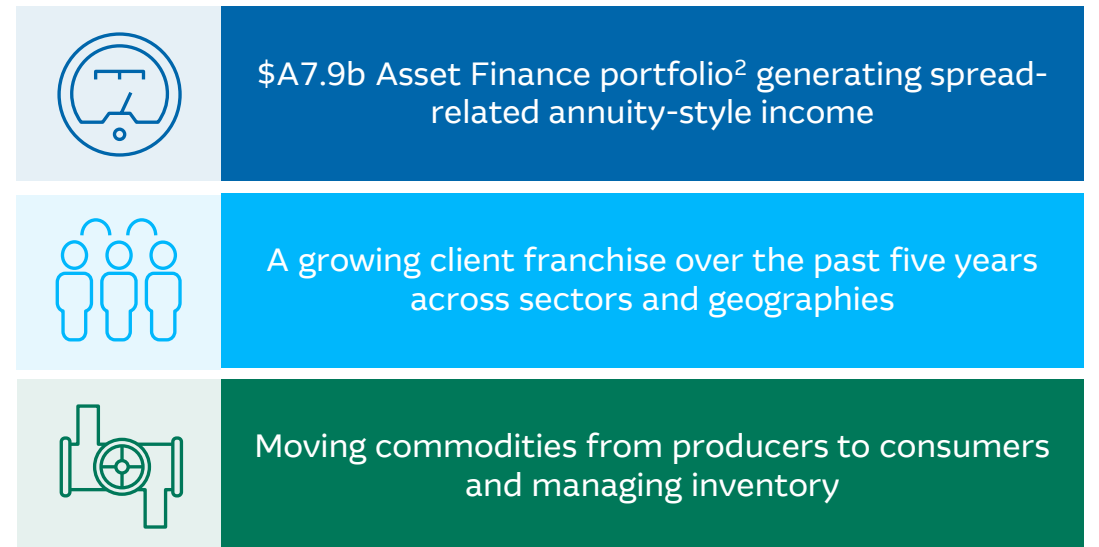 $A7.9b Asset Finance portfolio² generating spread-
related annuity-style income
A growing client franchise over the past five years
across sectors and geographies
Moving commodities from producers to consumers
and managing inventory